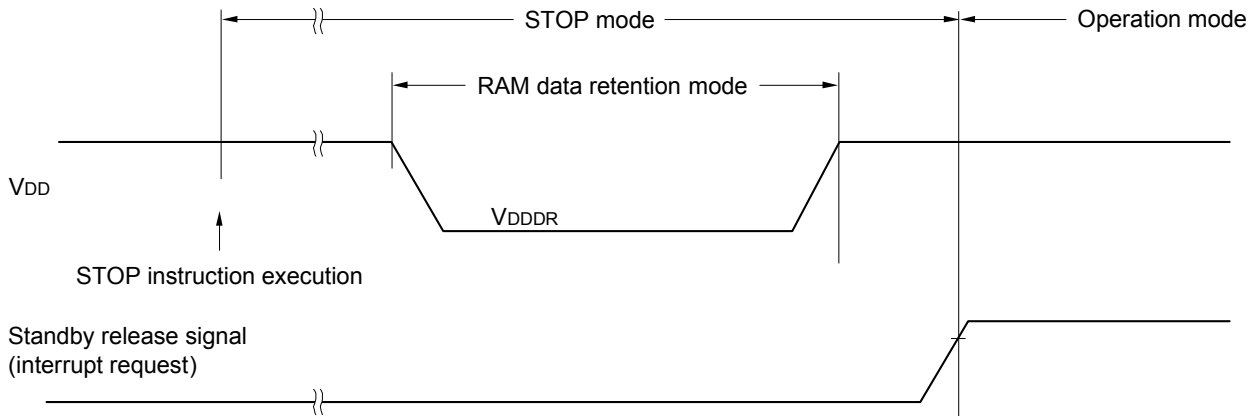 STOP mode
Operation mode
RAM data retention mode
VDD
VDDDR
STOP instruction execution
Standby release signal
(interrupt request)